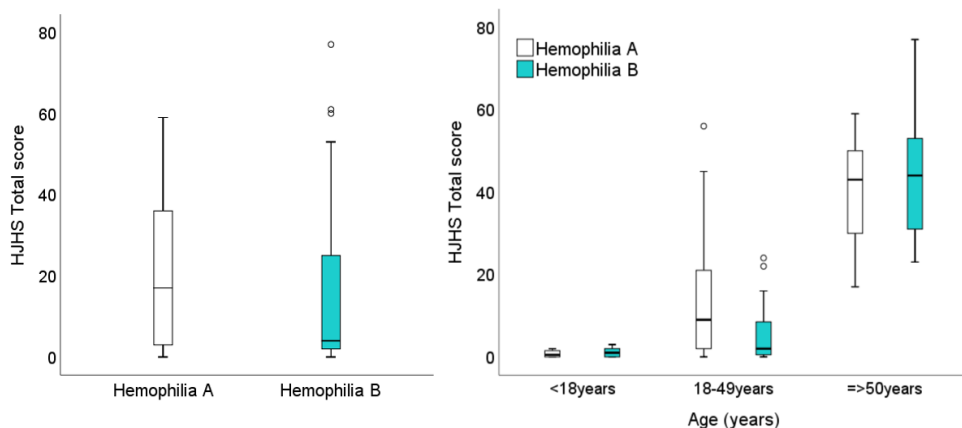 80
60
40
20
0
HJHS Total score
Hemophilia A
Hemophilia B
80
60
40
20
0
HJHS Total score
Hemophilia A
Hemophilia B
<18years
18-49years
=>50years
Age (years)